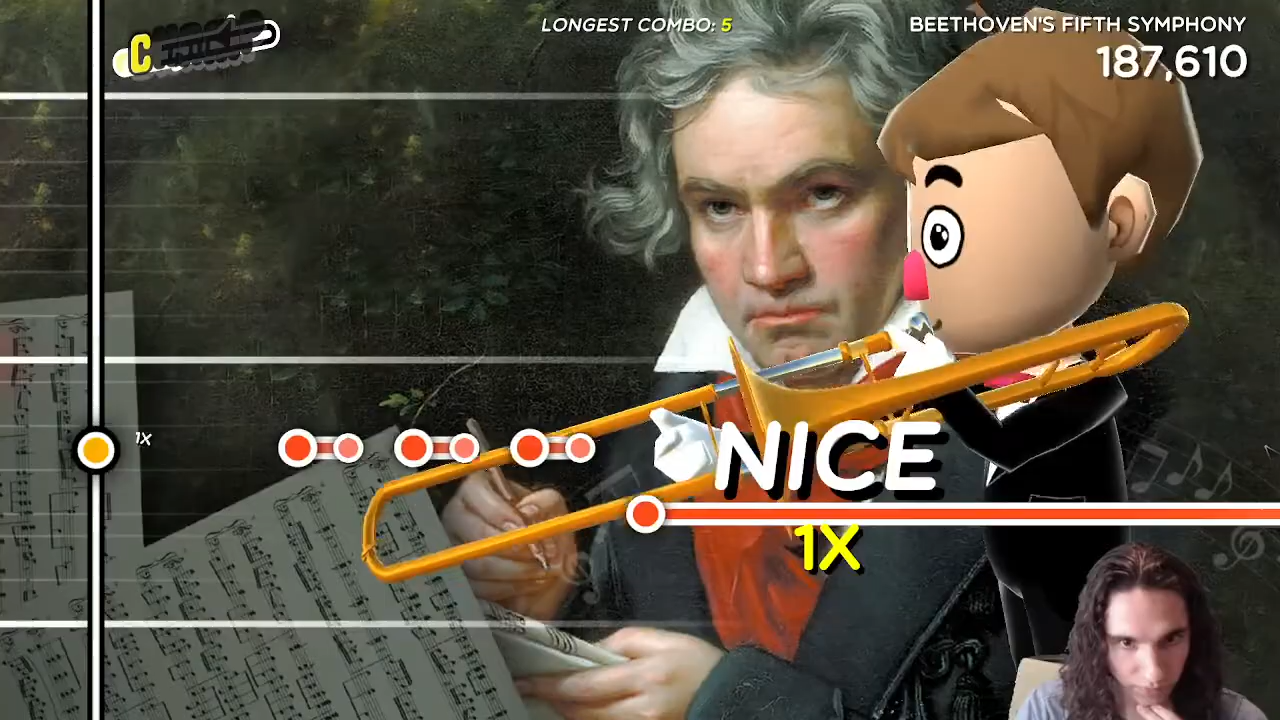 C
LONGEST COMBO: 5
BEETHOVEN'S FIFTH SYMPHONY
187,610
1X
NICE
1X